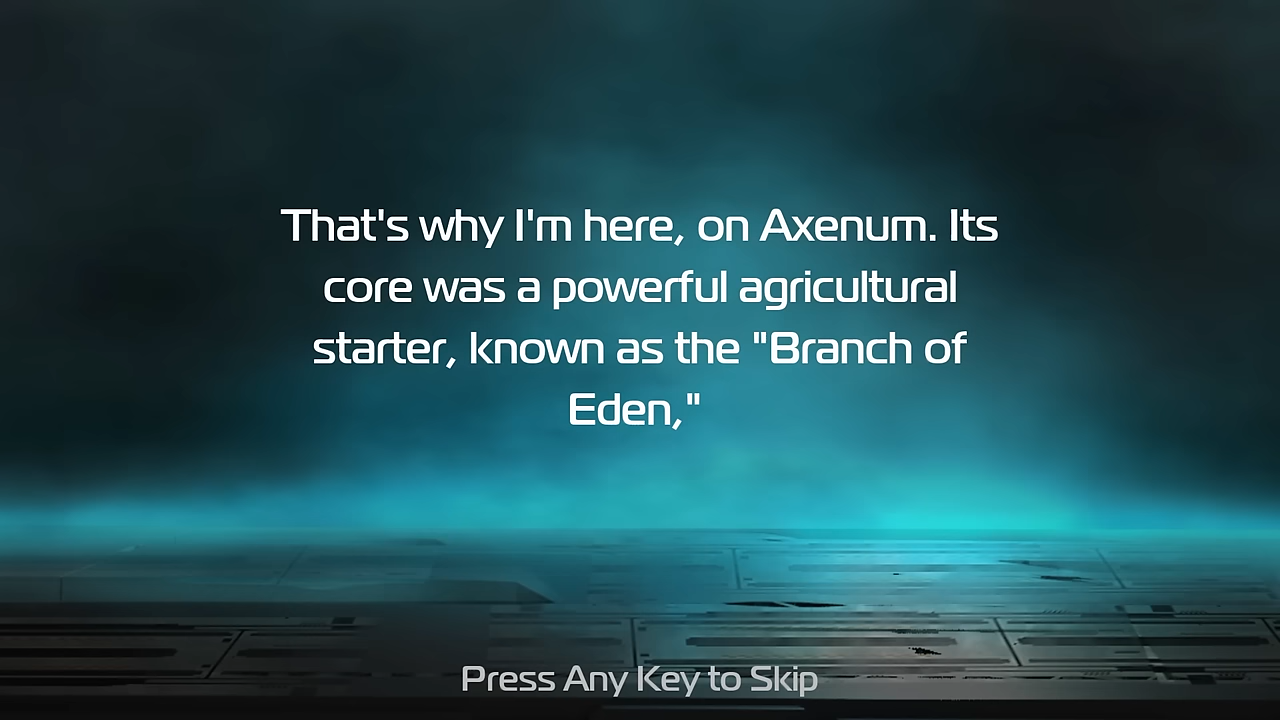 That's why I'm here, on Axenum. Its
core was a powerful agricultural
starter, known as the "Branch of
Eden,"
Press Any Key to Skip